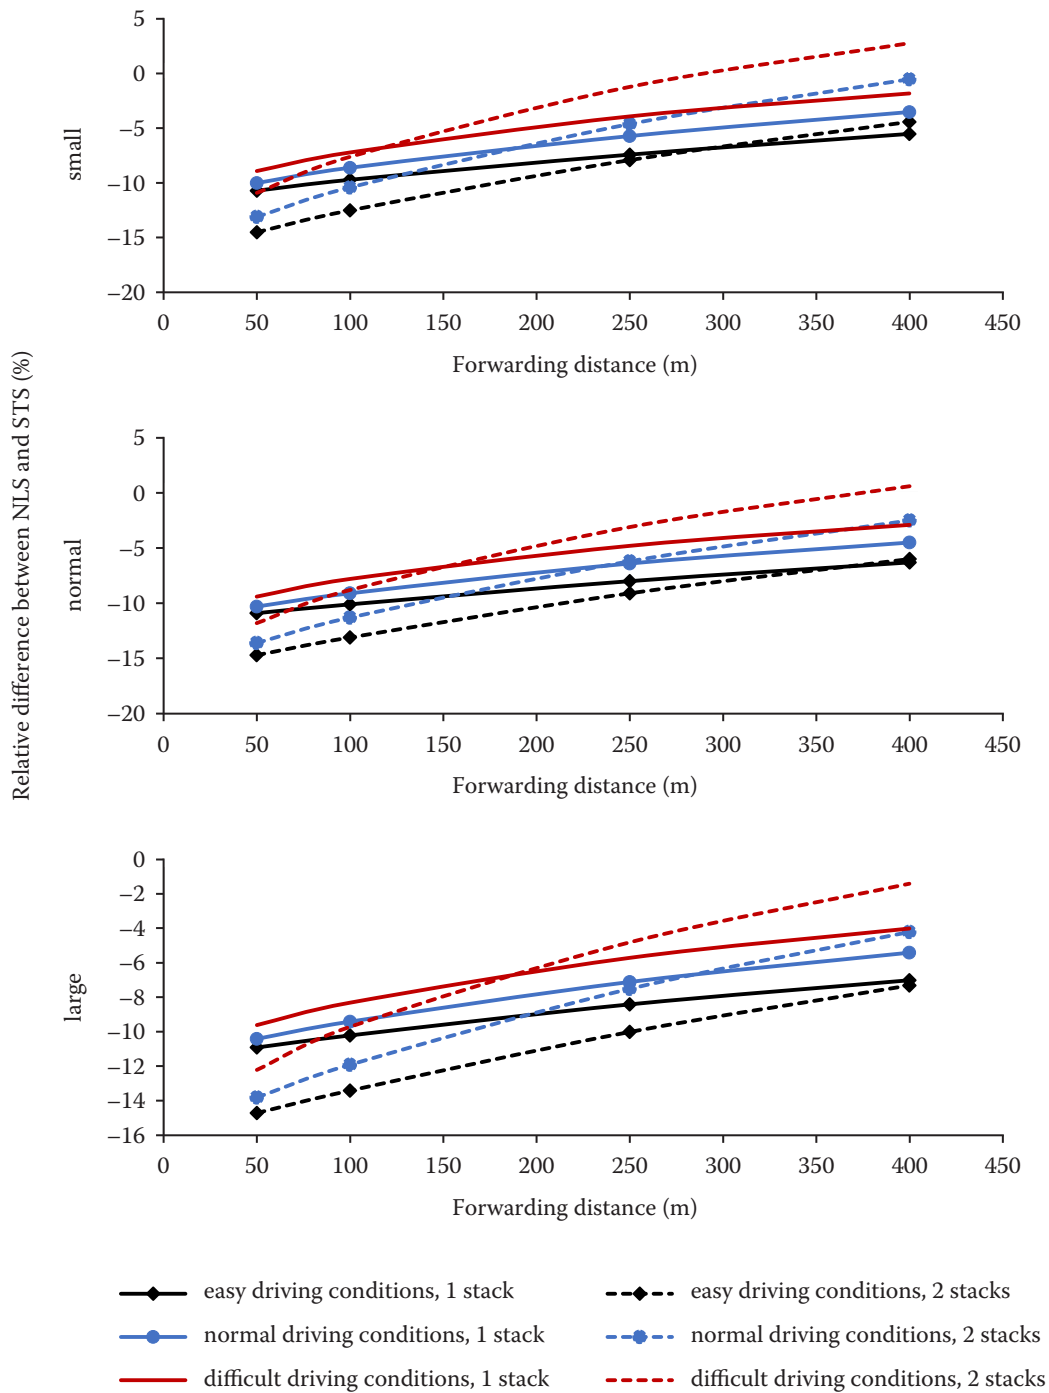 Relative difference between NLS and STS (%)
small
5
0
−5
−10
−15
−20
0 50 100 150 200 250 300 350 400 450
Forwarding distance (m)
normal
5
0
−5
−10
−15
−20
0 50 100 150 200 250 300 350 400 450
Forwarding distance (m)
large
0
−2
−4
−6
−8
−10
−12
−14
−16
0 50 100 150 200 250 300 350 400 450
Forwarding distance (m)
easy driving conditions, 1 stack easy driving conditions, 2 stacks
normal driving conditions, 1 stack normal driving conditions, 2 stacks
difficult driving conditions, 1 stack difficult driving conditions, 2 stacks